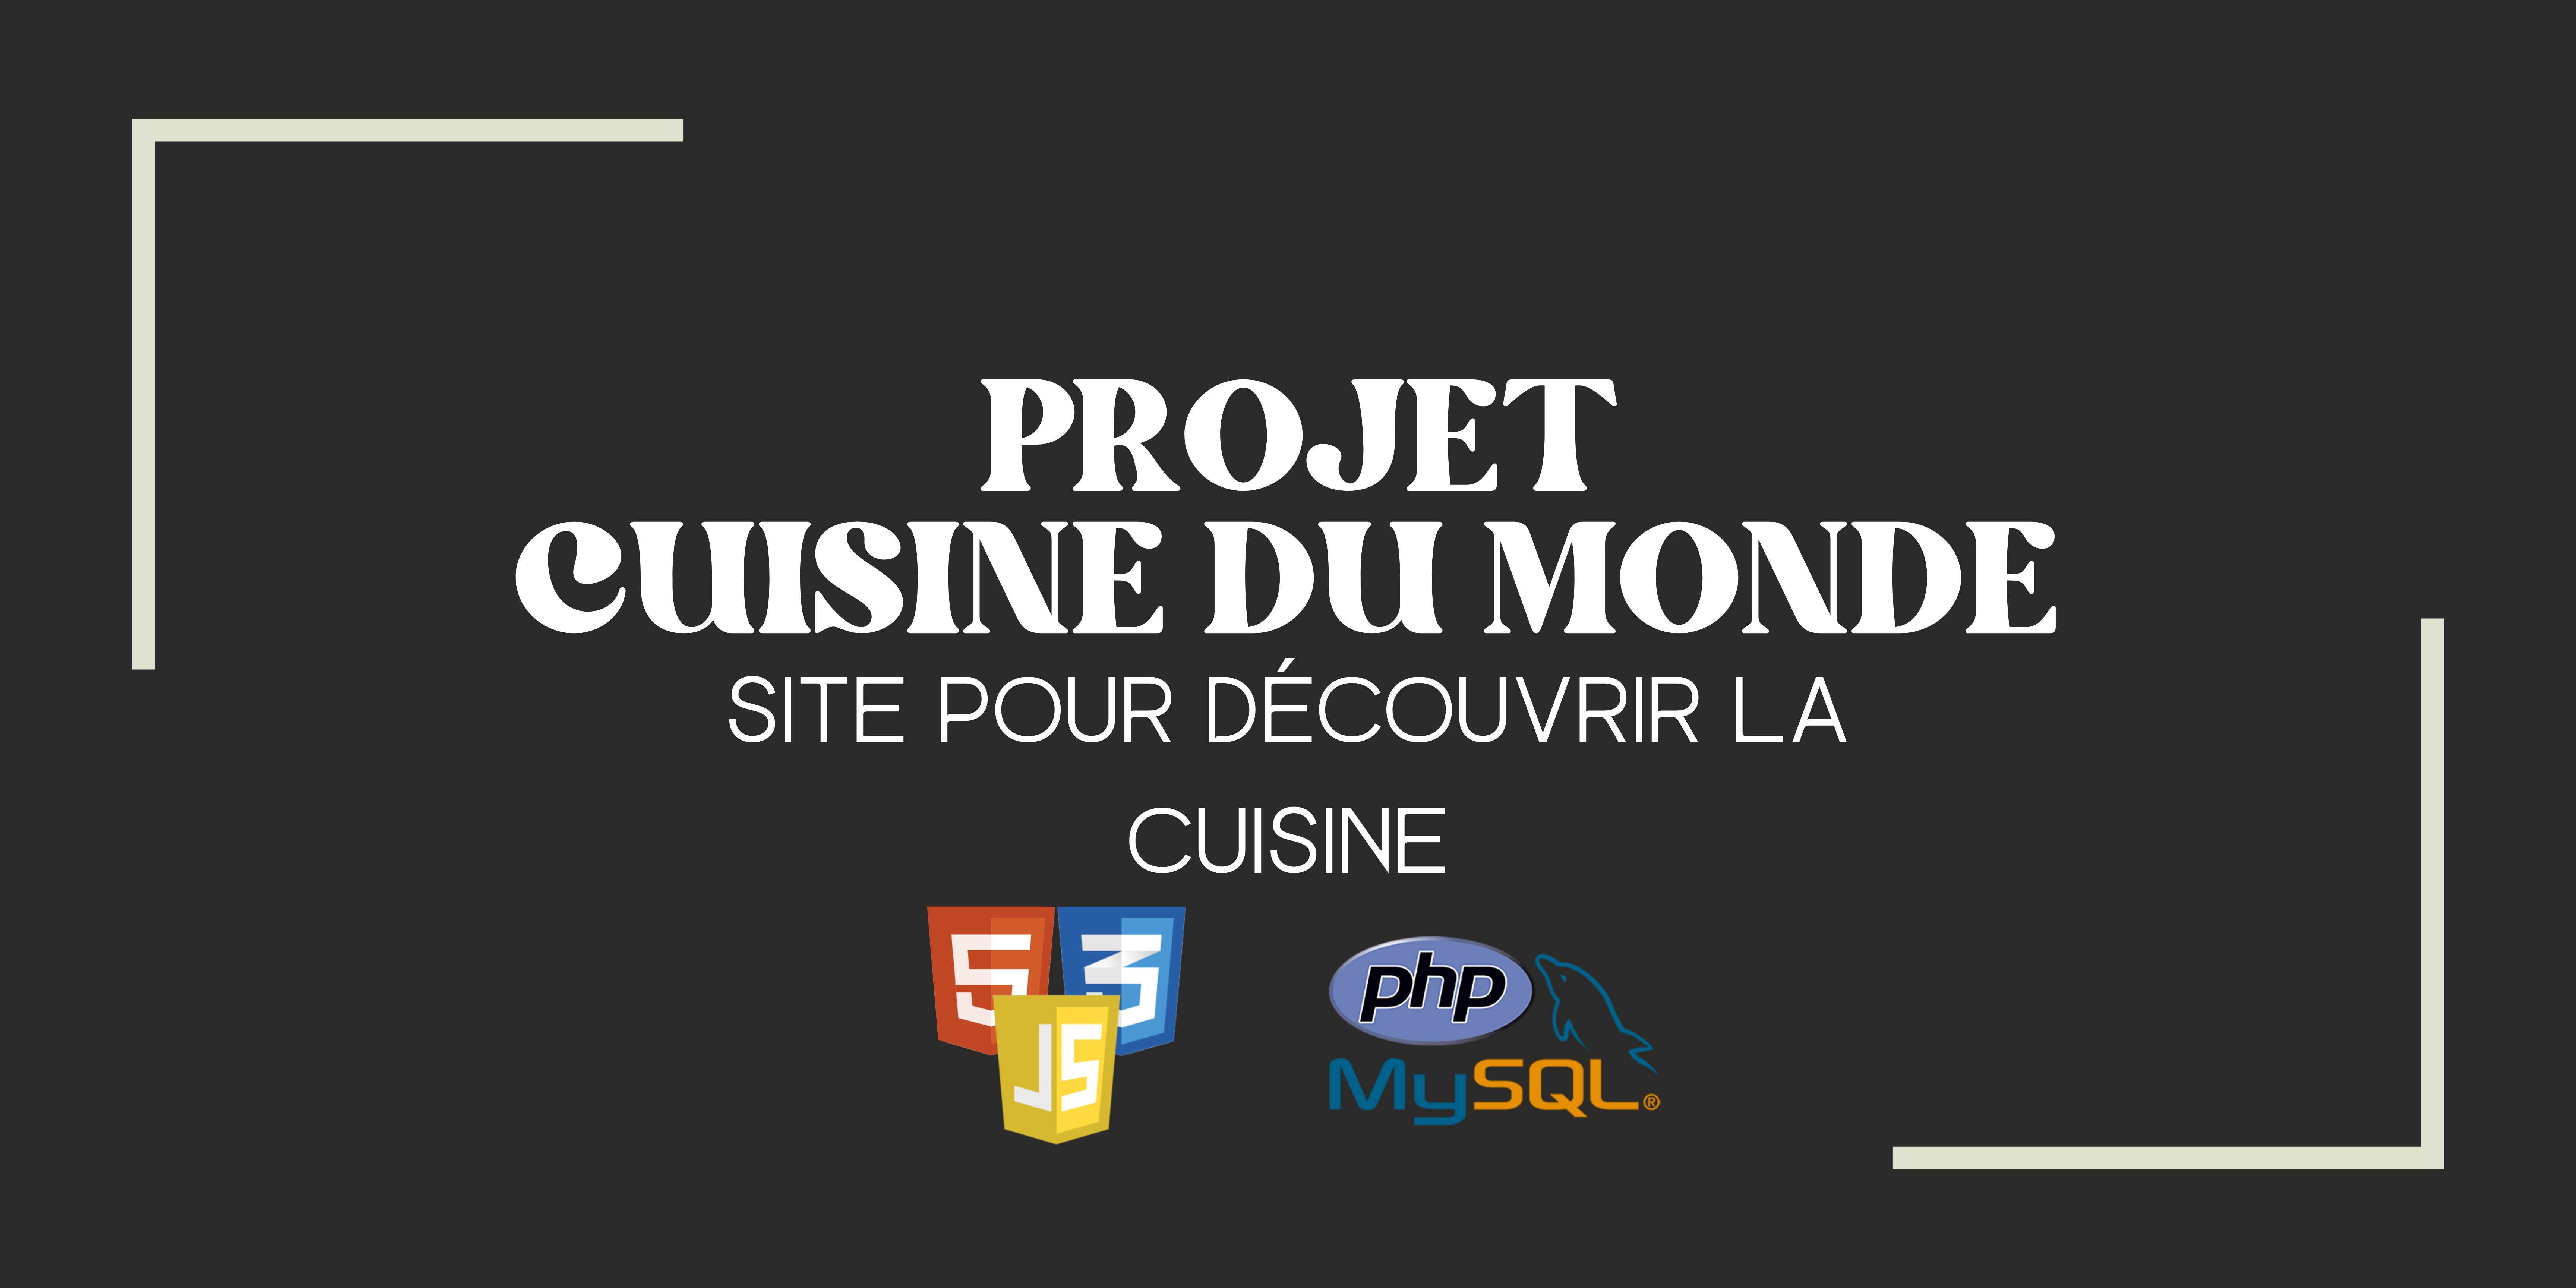 PROJET
CUISINE DU MONDE
SITE POUR DÉCOUVRIR LA
CUISINE
5 3
php
JS
MySQL®